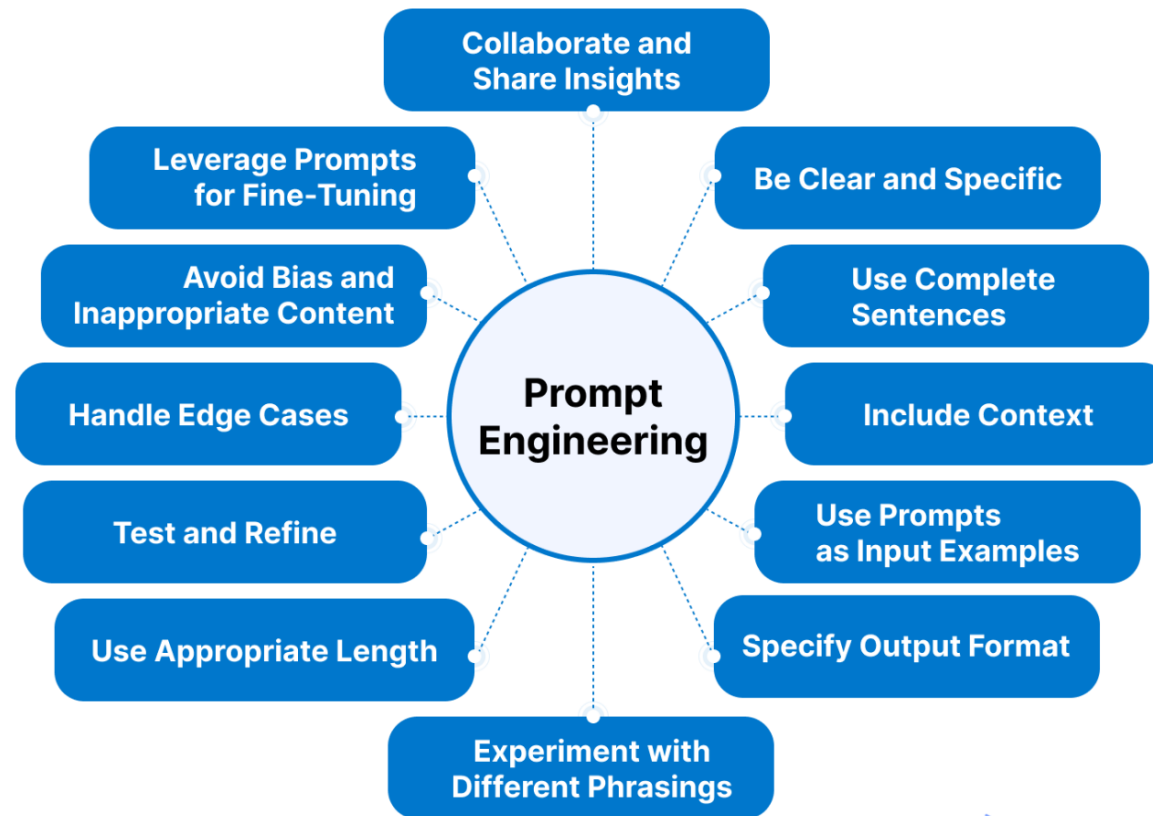 Collaborate and
Share Insights
Leverage Prompts
for Fine-Tuning
Be Clear and Specific
Avoid Bias and
Inappropriate Content
Use Complete
Sentences
Prompt
Engineering
Handle Edge Cases
Include Context
Test and Refine
Use Prompts
as Input Examples
Use Appropriate Length
Specify Output Format
Experiment with
Different Phrasings